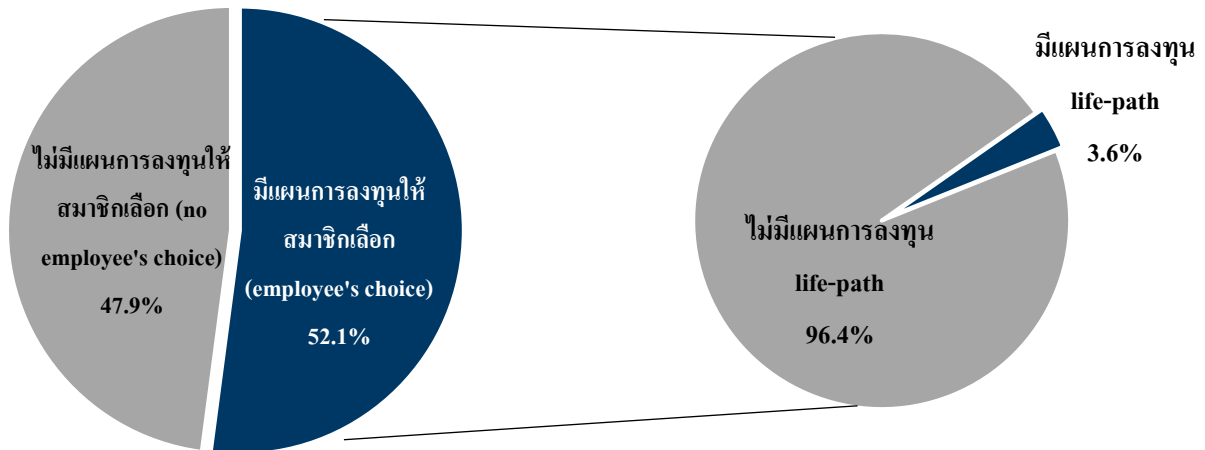 ไม่มีแผนการลงทุนให้
สมาชิกเลือก (no
employee's choice)
47.9%
มีแผนการลงทุนให้
สมาชิกเลือก
(employee's choice)
52.1%
มีแผนการลงทุน
life-path
3.6%
ไม่มีแผนการลงทุน
life-path
96.4%